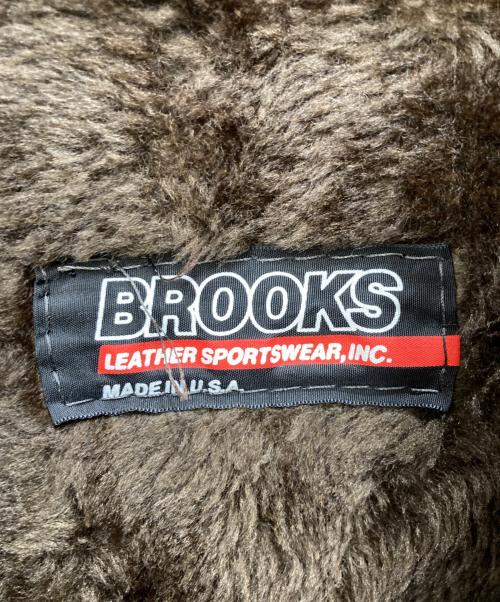 BROOKS
LEATHER SPORTSWEAR, INC.
MADE IN U.S.A.